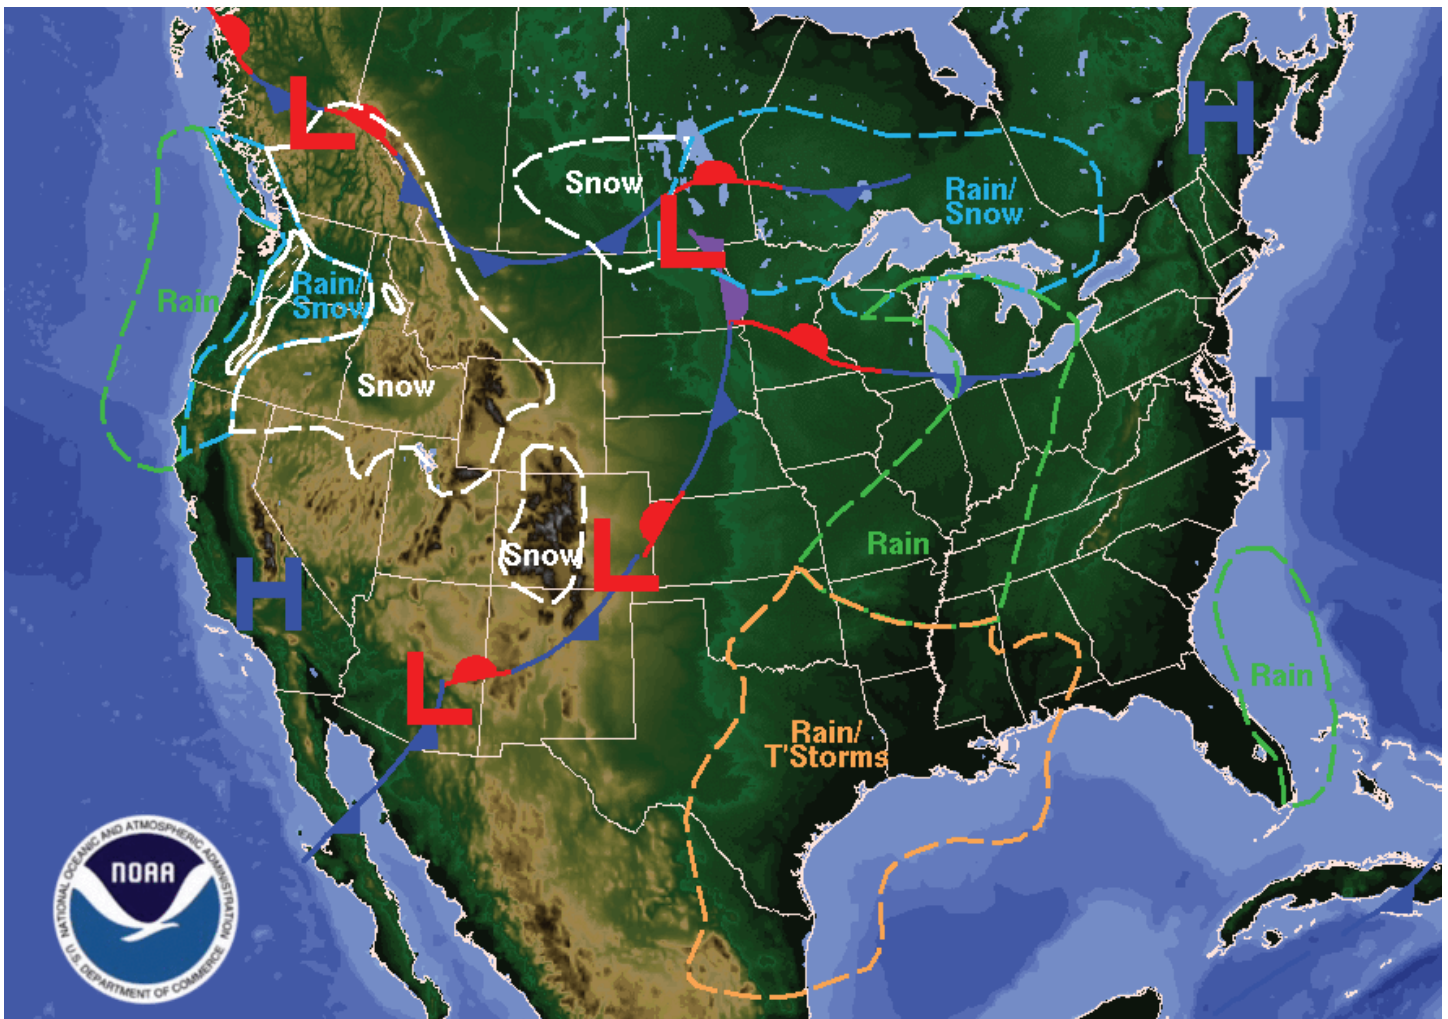 L
H
Snow
Rain/
Snow
L
Rain
Rain/
Snow
Snow
H
Snow
L
Rain
H
L
Rain
Rain/
T'Storms
NATIONAL OCEANIC AND ATMOSPHERIC ADMINISTRATION
NOAA
U.S. DEPARTMENT OF COMMERCE